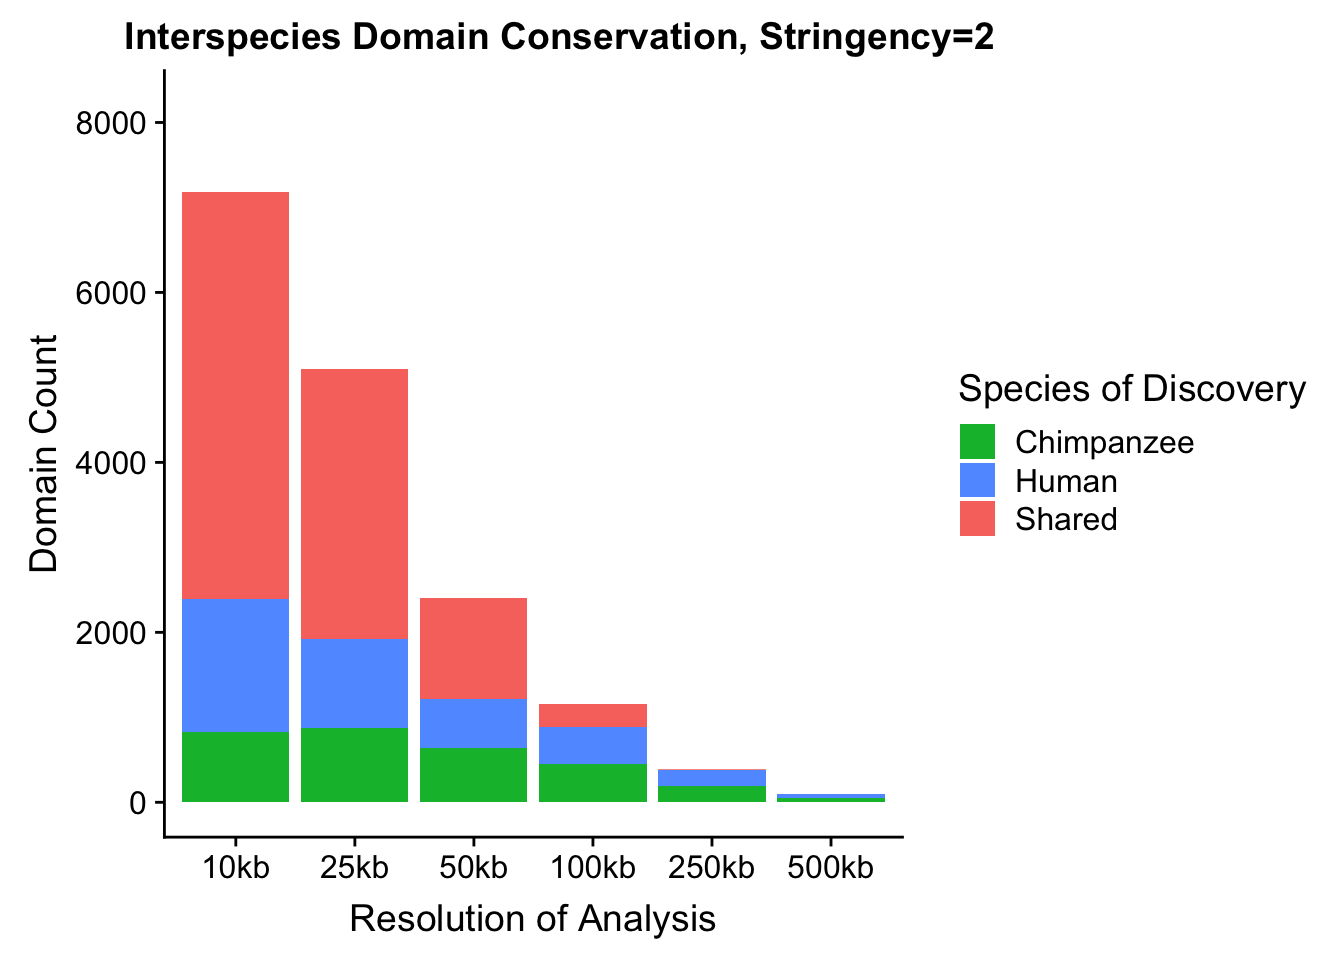 Interspecies Domain Conservation, Stringency=2
8000
6000
4000
2000
0
Domain Count
10kb 25kb 50kb 100kb 250kb 500kb
Resolution of Analysis
Species of Discovery
Chimpanzee
Human
Shared